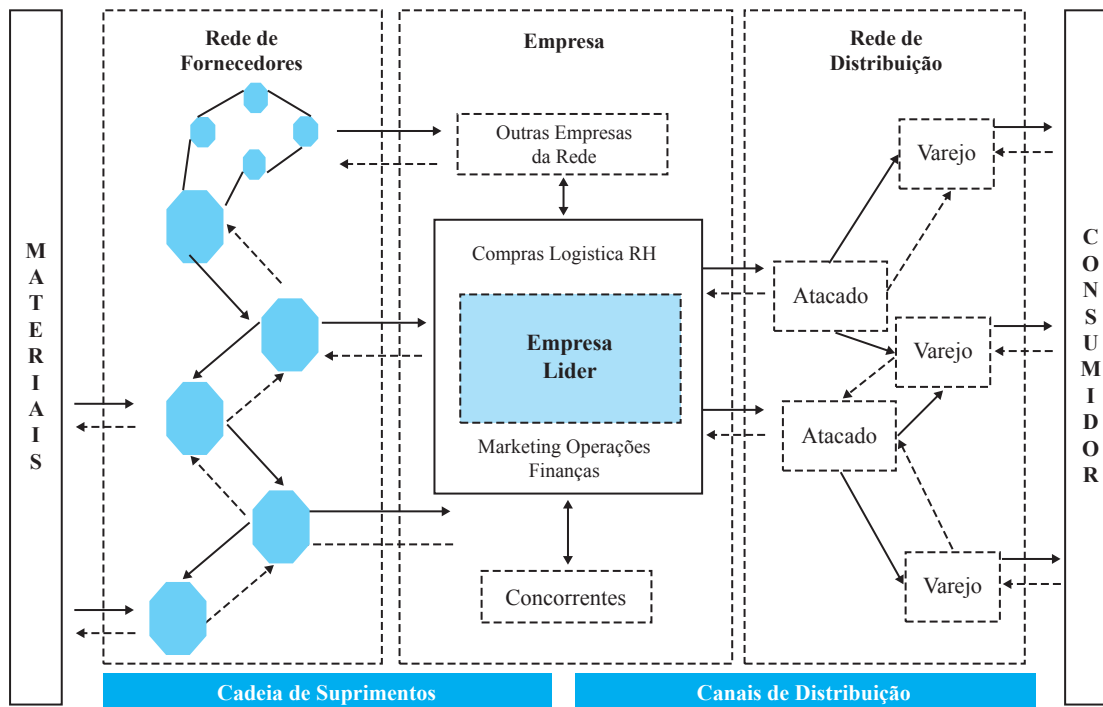 MATERIAIS
Rede de
Fornecedores
Empresa
Outras Empresas
da Rede
Compras Logistica RH
Empresa
Lider
Marketing Operações
Finanças
Concorrentes
Rede de
Distribuição
Varejo
Atacado
Varejo
Atacado
Varejo
CONSUMIDOR
Cadeia de Suprimentos
Canais de Distribuição